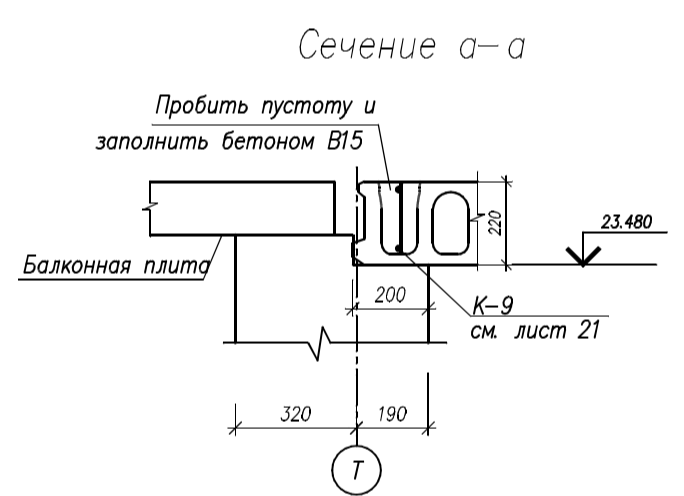 Сечение а-а
Пробить пустоту и
заполнить бетоном В15
220
23.480
Балконная плита
200
К-9
см. лист 21
320
190
Т